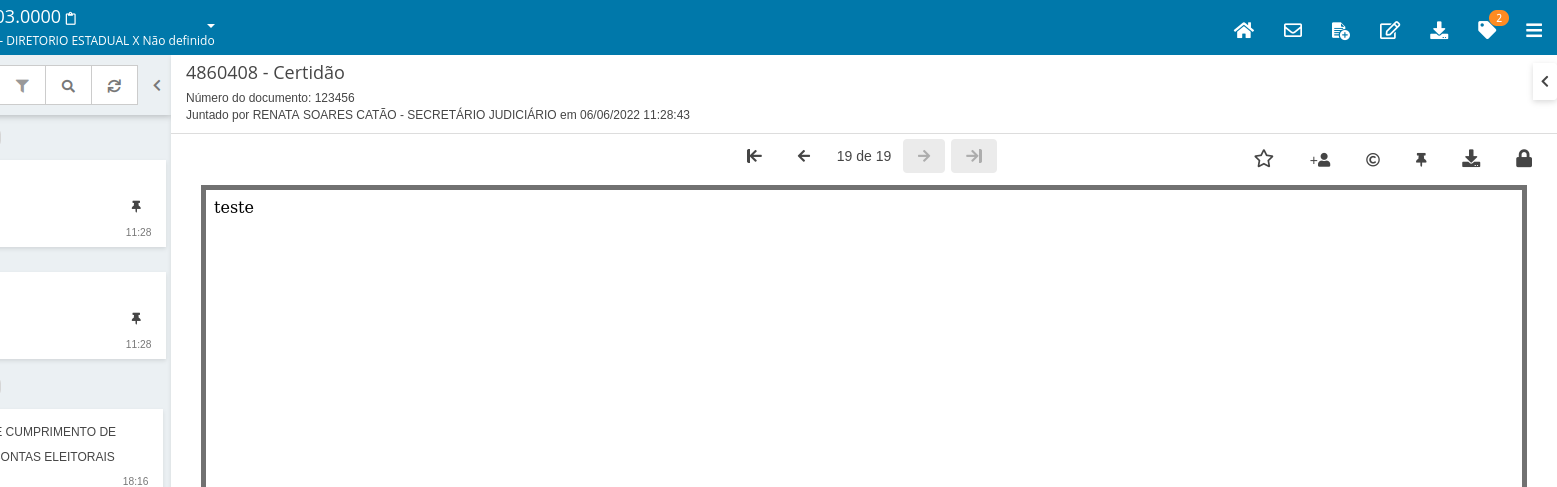 03.0000
- DIRETORIO ESTADUAL X Não definido
2
4860408 - Certidão
Número do documento: 123456
Juntado por RENATA SOARES CATÃO - SECRETÁRIO JUDICIÁRIO em 06/06/2022 11:28:43
19 de 19
teste
11:28
11:28
E CUMPRIMENTO DE
ONTAS ELEITORAIS
18:16